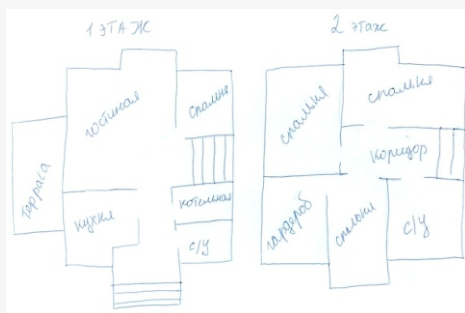 1 ЭТАЖ
гостиная
спальня
терраса
кухня
котельная
с/у
2 этаж
спальня
спальня
коридор
гардероб
спальня
с/у